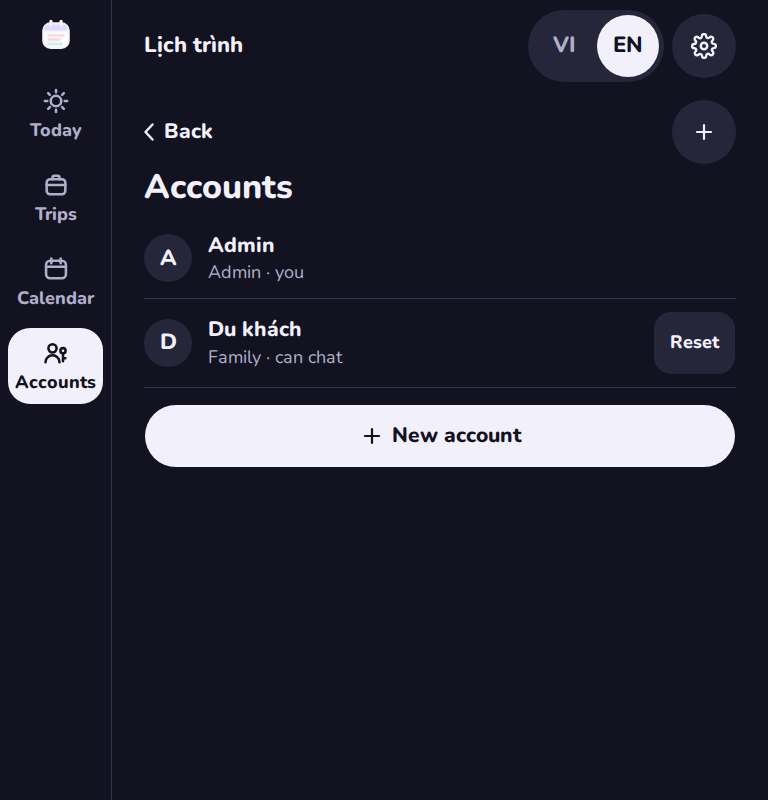 Lịch trình
VI
EN
Today
Trips
Calendar
Accounts
Back
Accounts
A
Admin
Admin · you
D
Du khách
Family · can chat
Reset
New account